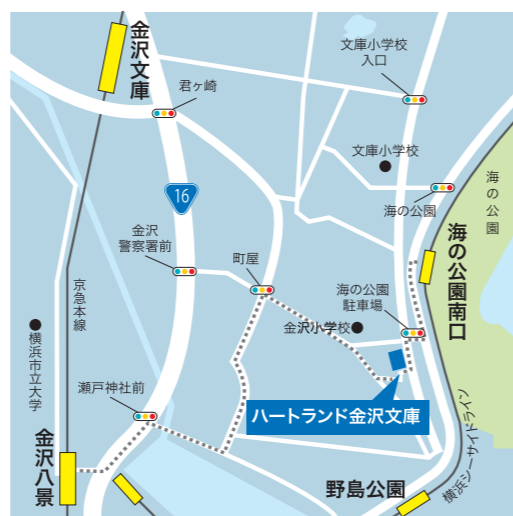 金沢文庫
君ヶ崎
文庫小学校
入口
文庫小学校
海の公園
海の公園
16
金沢
警察署前
町屋
海の公園南口
京急本線
海の公園
駐車場
金沢小学校
横浜市立大学
瀬戸神社前
ハートランド金沢文庫
金沢八景
野島公園
横浜シーサイドライン